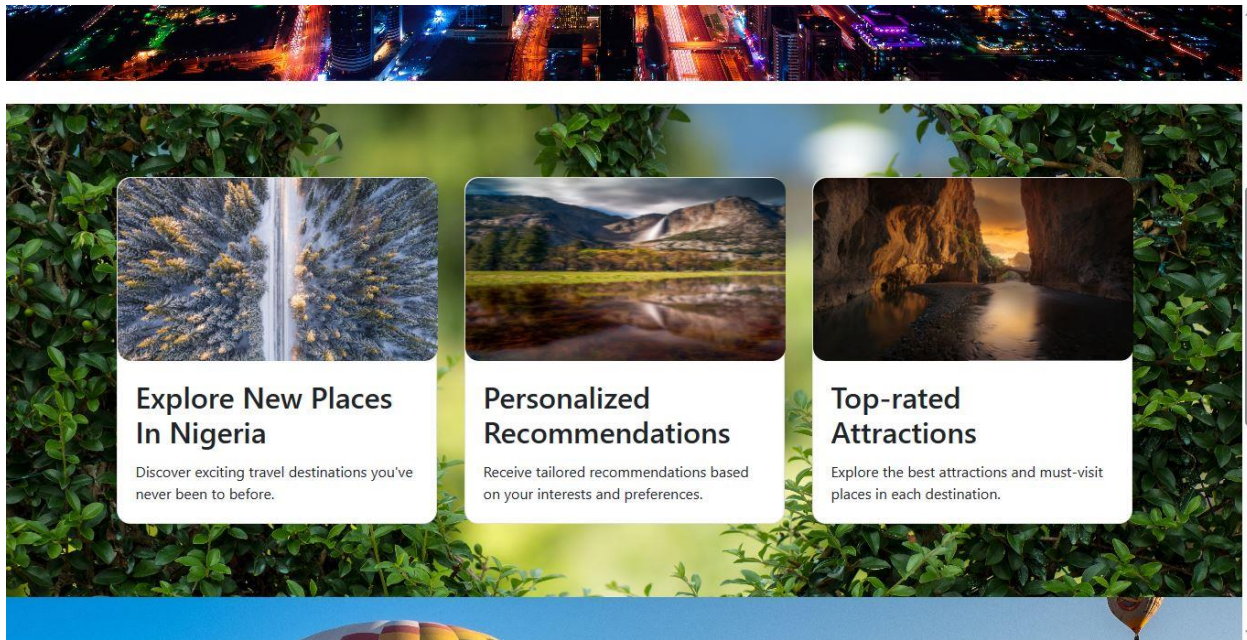 Explore New Places
In Nigeria
Discover exciting travel destinations you've
never been to before.
Personalized
Recommendations
Receive tailored recommendations based
on your interests and preferences.
Top-rated
Attractions
Explore the best attractions and must-visit
places in each destination.